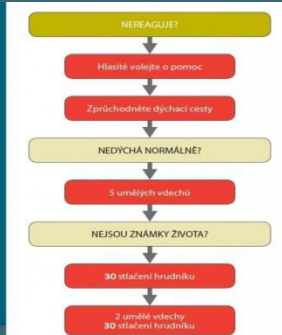 NEREAGUJE?
Hlasitě volejte o pomoc
Zprůchodněte dýchací cesty
NEDÝCHÁ NORMÁLNĚ?
5 umělých vdechů
NEJSOU ZNÁMKY ŽIVOTA?
30 stlačení hrudníku
2 umělé vdechy
30 stlačení hrudníku